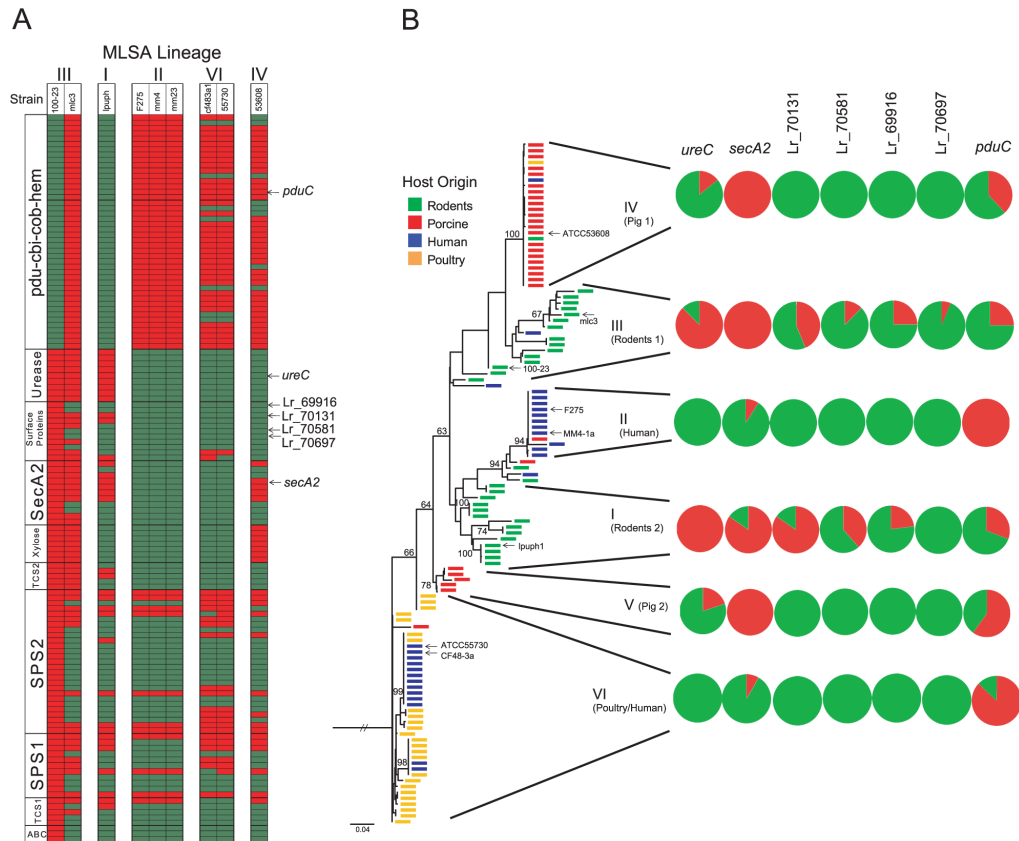 A
MLSA Lineage
III I II VI IV
Strain 100-23 mlc3 lpuph F275 mm4 mm23 cf483a1 55730 53608
pdu-cbi-cob-hem
Urease
Surface Proteins
SecA2
Xylose
TCS2
SPS2
SPS1
TCS1
ABC
pduC
ureC
Lr_69916
Lr_70131
Lr_70581
Lr_70697
secA2
B
Host Origin
Rodents
Porcine
Human
Poultry
100
ATCC53608
67
mlc3
100-23
63
F275
MM4-1a
94
94
100
64
74
lpuph1
100
66
78
ATCC55730
CF48-3a
99
98
//
0.04
ureC secA2 Lr_70131 Lr_70581 Lr_69916 Lr_70697 pduC
IV
(Pig 1)
III
(Rodents 1)
II
(Human)
I
(Rodents 2)
V (Pig 2)
VI
(Poultry/Human)